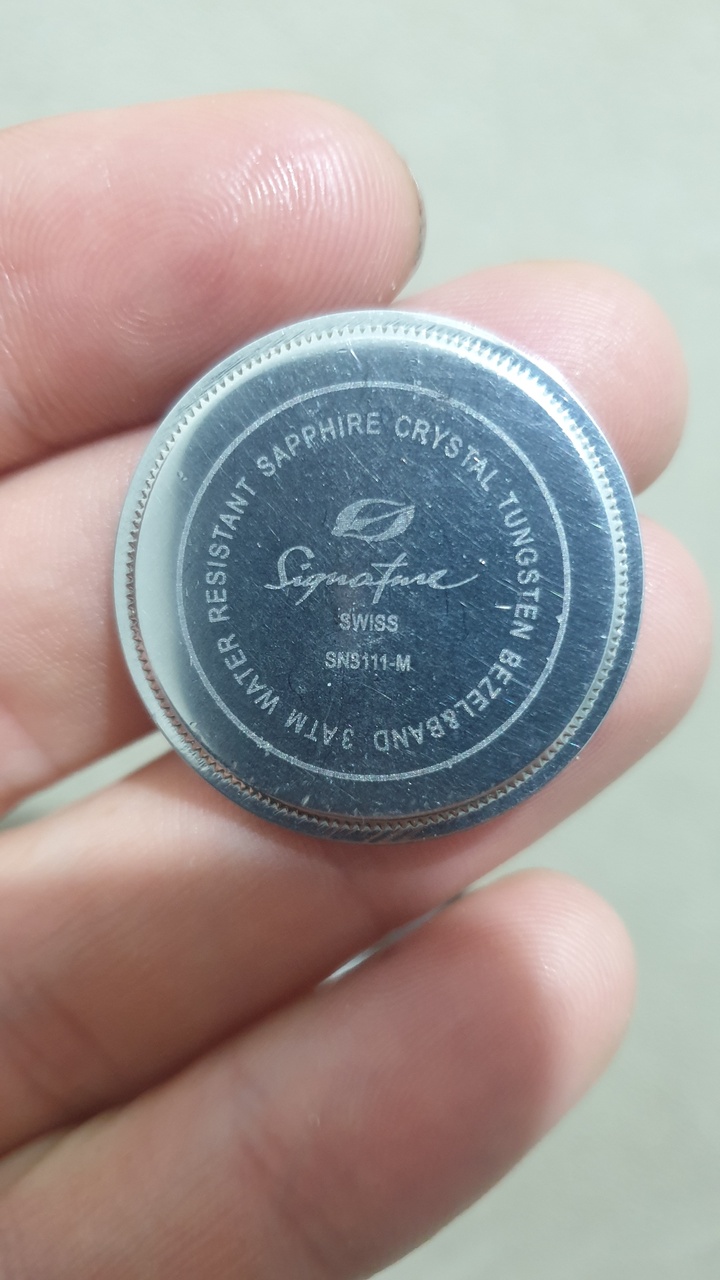 SAPPHIRE CRYSTAL TUNGSTEN BEZEL&BAND 3ATM WATER RESISTANT
Signature
SWISS
SNS111-M